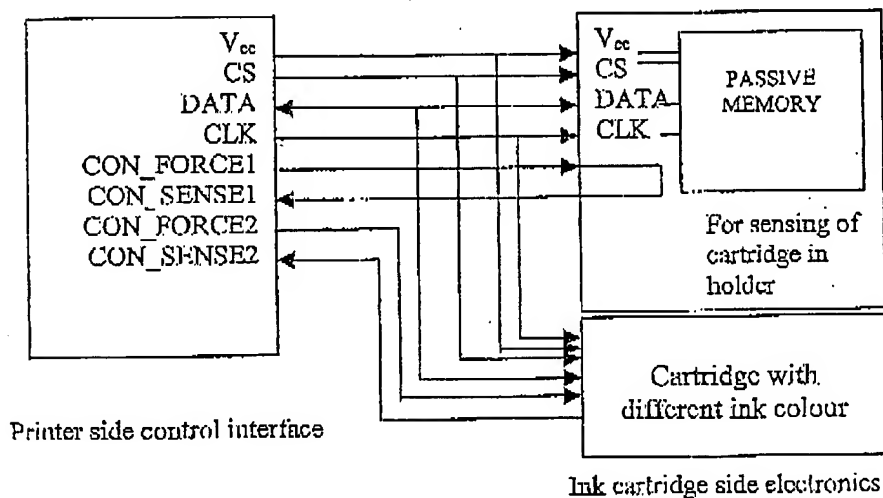 Vcc
CS
DATA
CLK
CON_FORCE1
CON_SENSE1
CON_FORCE2
CON_SENSE2
Vcc
CS
DATA
CLK
PASSIVE
MEMORY
For sensing of
cartridge in
holder
Cartridge with
different ink colour
Printer side control interface
Ink cartridge side electronics